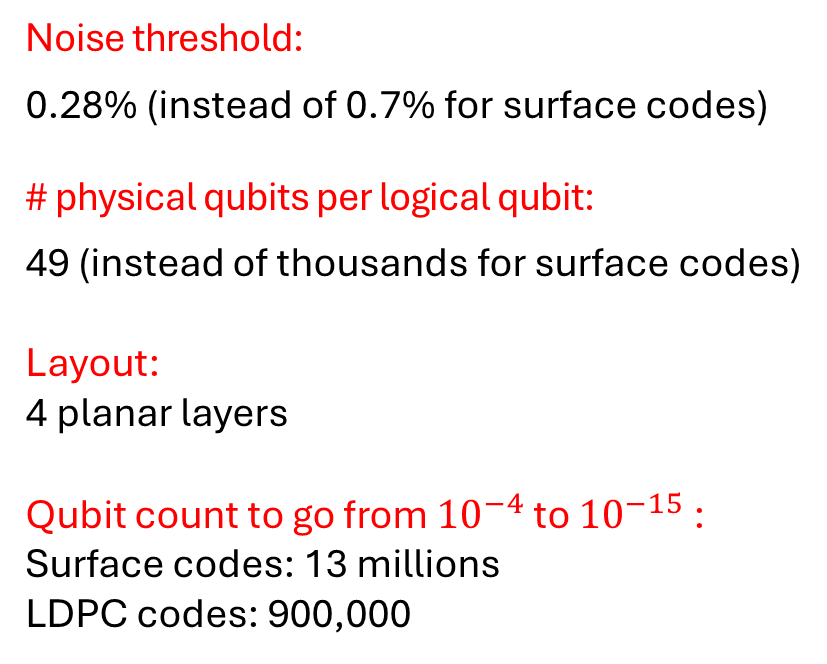 Noise threshold:
0.28% (instead of 0.7% for surface codes)
# physical qubits per logical qubit:
49 (instead of thousands for surface codes)
Layout:
4 planar layers
Qubit count to go from 10⁻⁴ to 10⁻¹⁵ :
Surface codes: 13 millions
LDPC codes: 900,000